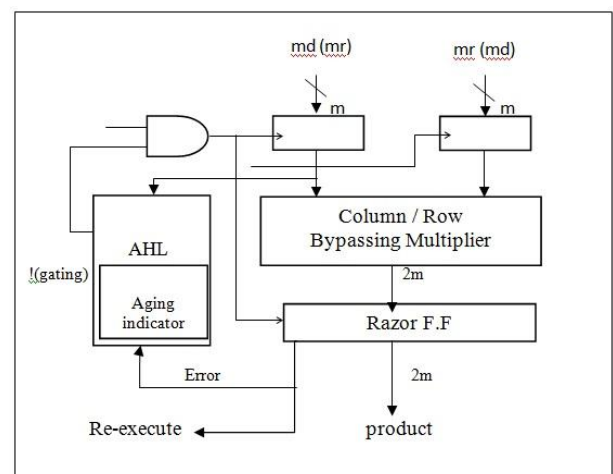 md (mr)
mr (md)
m
m
Column / Row
Bypassing Multiplier
AHL
!(gating)
2m
Aging
indicator
Razor F.F
Error
2m
Re-execute
product